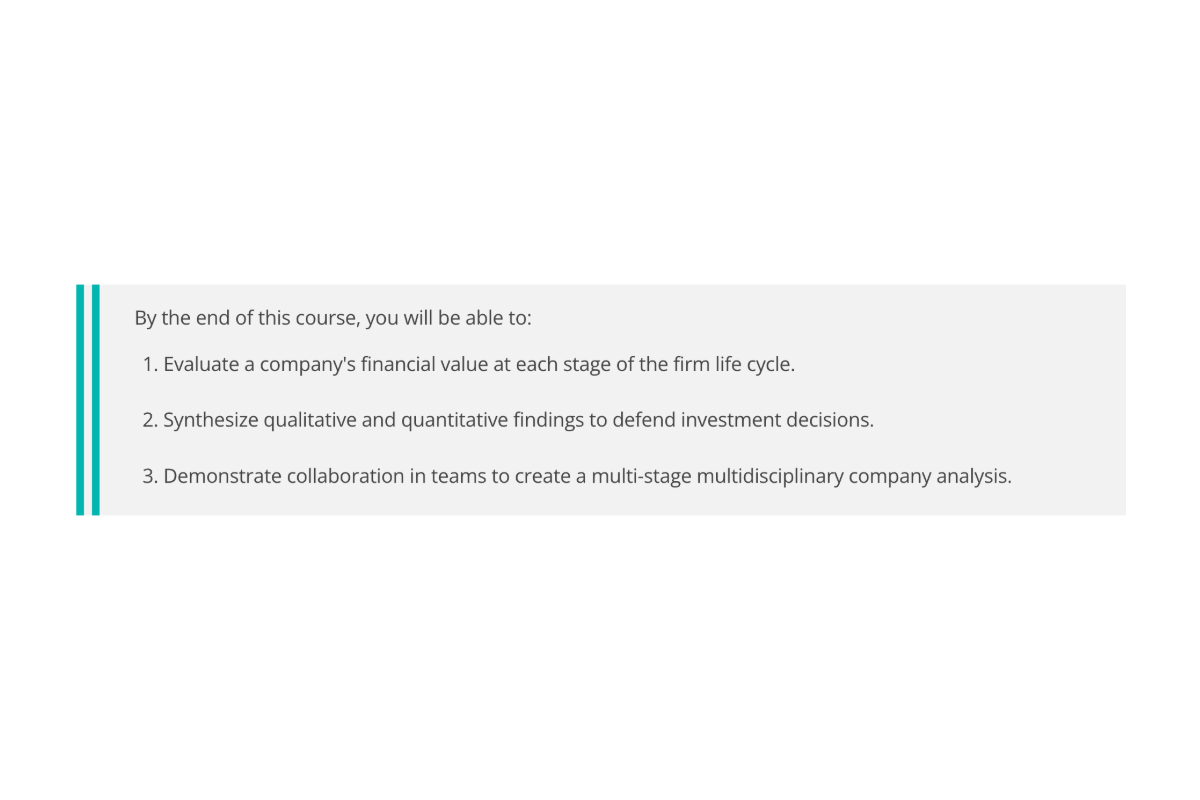 By the end of this course, you will be able to:
1. Evaluate a company's financial value at each stage of the firm life cycle.
2. Synthesize qualitative and quantitative findings to defend investment decisions.
3. Demonstrate collaboration in teams to create a multi-stage multidisciplinary company analysis.